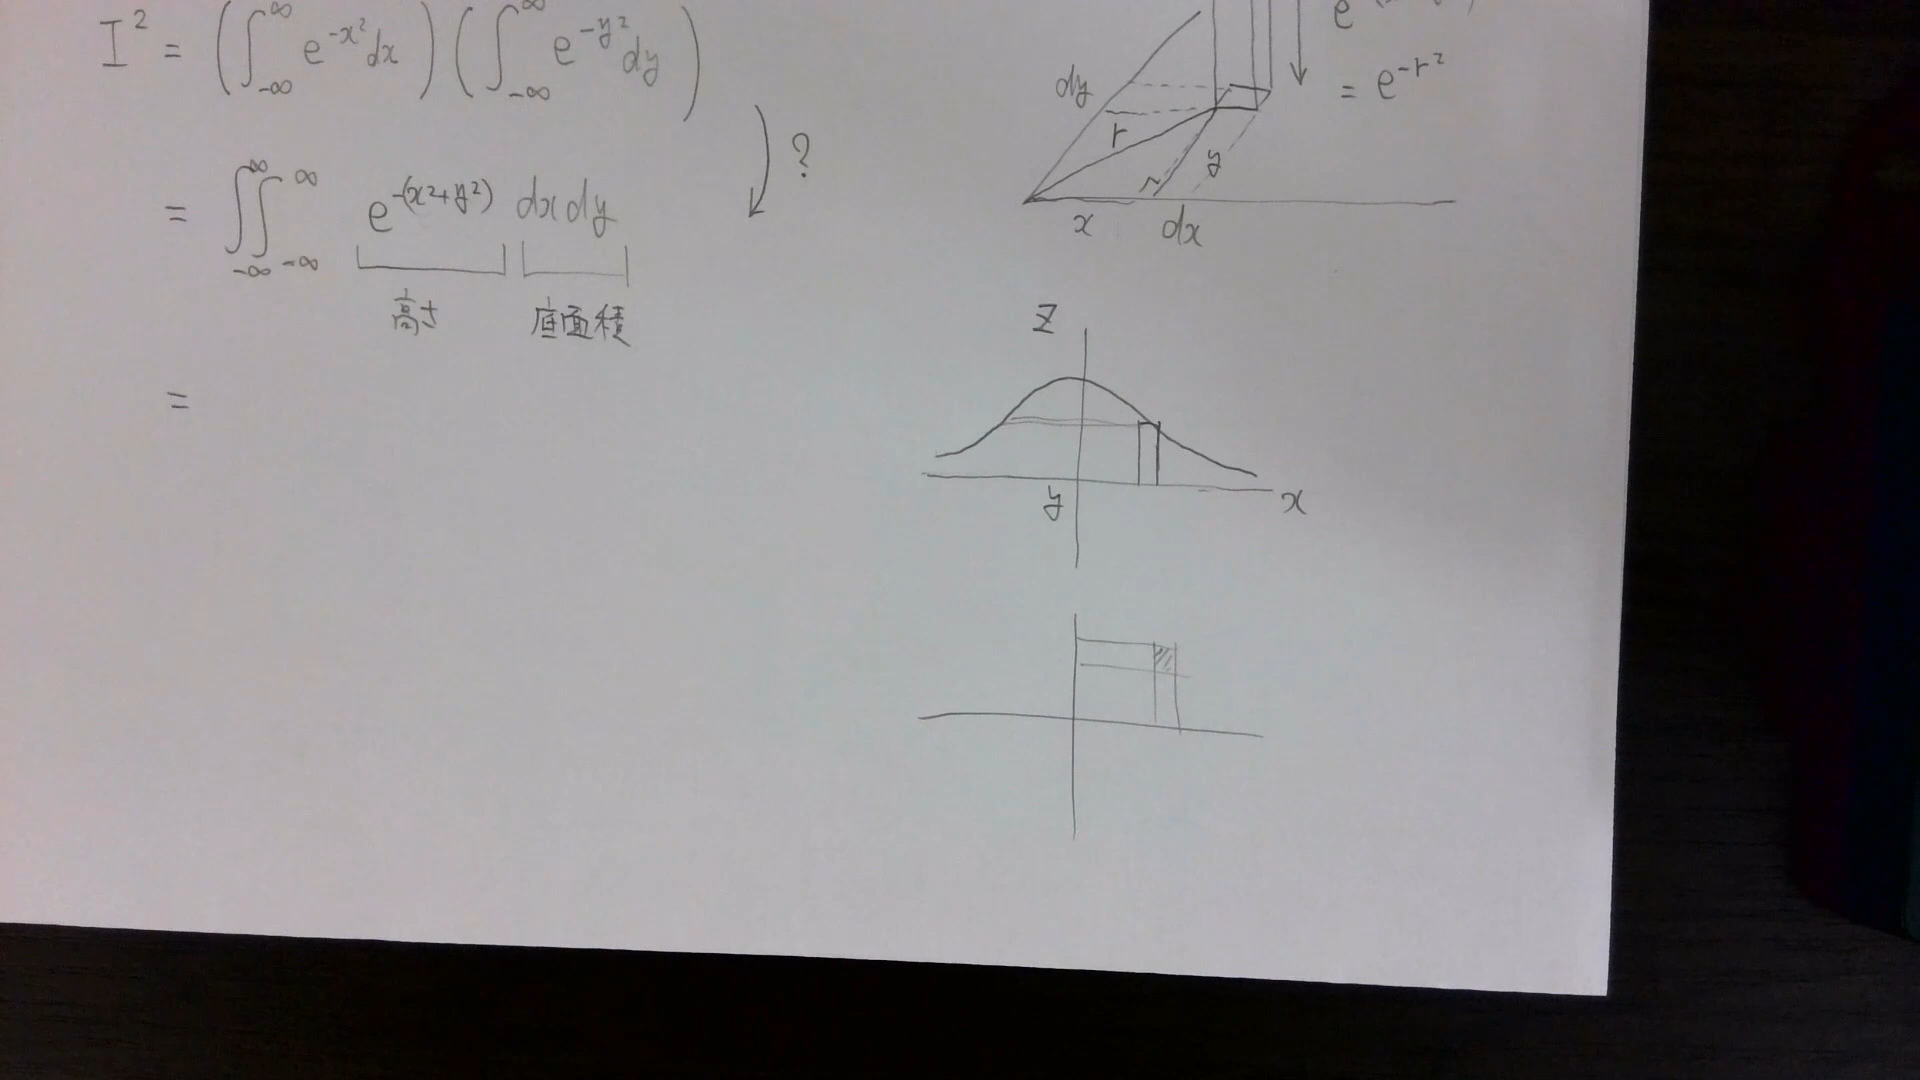 I² = (∫_{-∞}^{∞} e^{-x²} dx) (∫_{-∞}^{∞} e^{-y²} dy)
?
= ∬_{-∞ -∞}^{∞ ∞} e^{-(x²+y²)} dx dy
高さ 底面積
=
= e^{-r²}
dy
r
y
x dx
z
y x